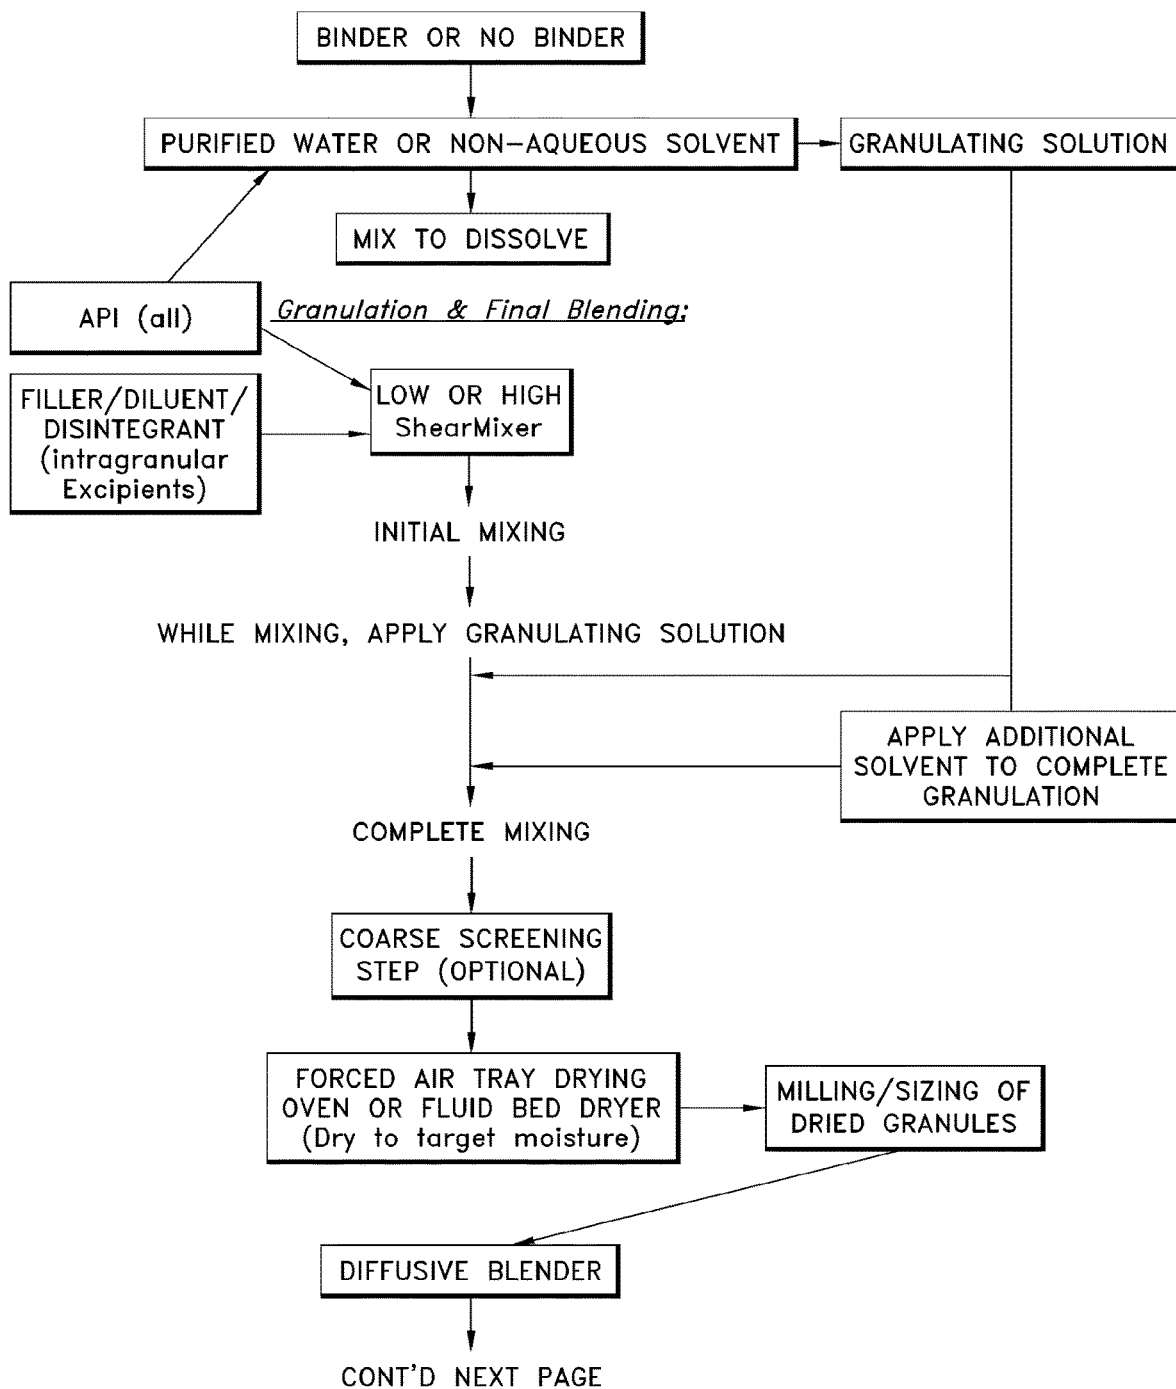 BINDER OR NO BINDER
PURIFIED WATER OR NON-AQUEOUS SOLVENT
GRANULATING SOLUTION
MIX TO DISSOLVE
API (all)
Granulation & Final Blending:
FILLER/DILUENT/
DISINTEGRANT
(intragranular
Excipients)
LOW OR HIGH
ShearMixer
INITIAL MIXING
WHILE MIXING, APPLY GRANULATING SOLUTION
APPLY ADDITIONAL
SOLVENT TO COMPLETE
GRANULATION
COMPLETE MIXING
COARSE SCREENING
STEP (OPTIONAL)
FORCED AIR TRAY DRYING
OVEN OR FLUID BED DRYER
(Dry to target moisture)
MILLING/SIZING OF
DRIED GRANULES
DIFFUSIVE BLENDER
CONT'D NEXT PAGE